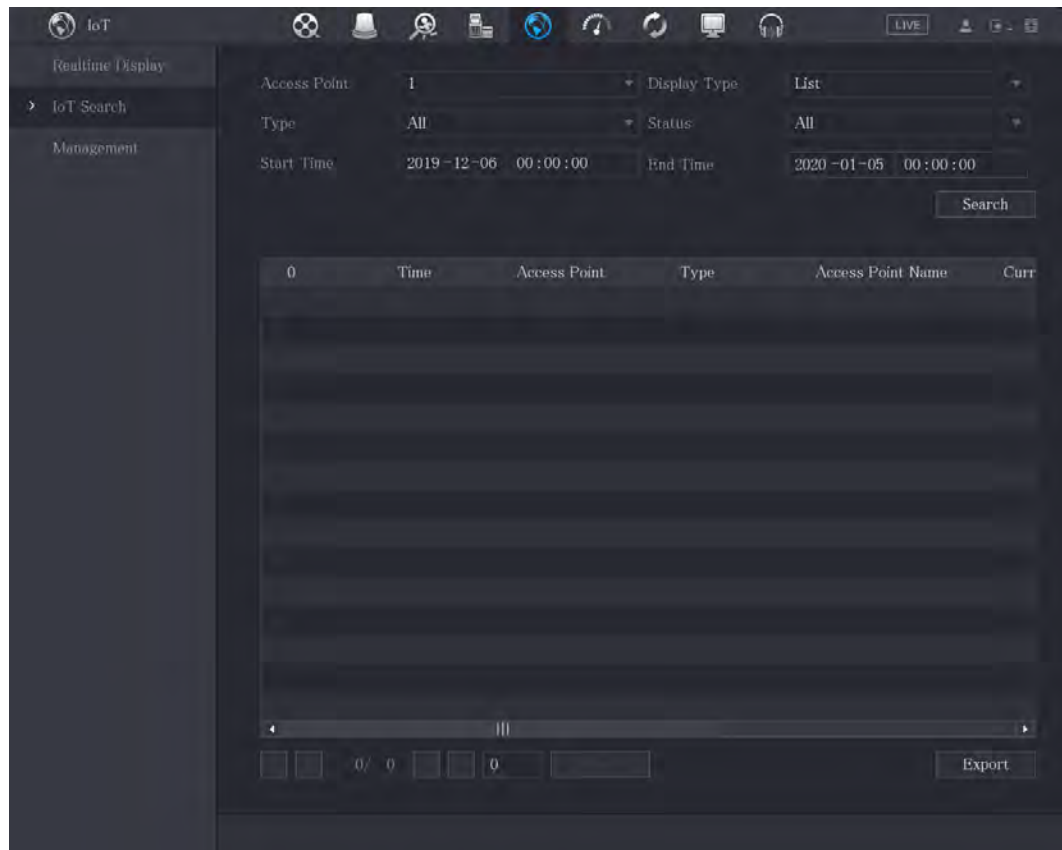 IoT
LIVE
Realtime Display
IoT Search
Management
Access Point 1 Display Type List
Type All Status All
Start Time 2019-12-06 00:00:00 End Time 2020-01-05 00:00:00
Search
0 Time Access Point Type Access Point Name Curr
0/ 0 0
Export